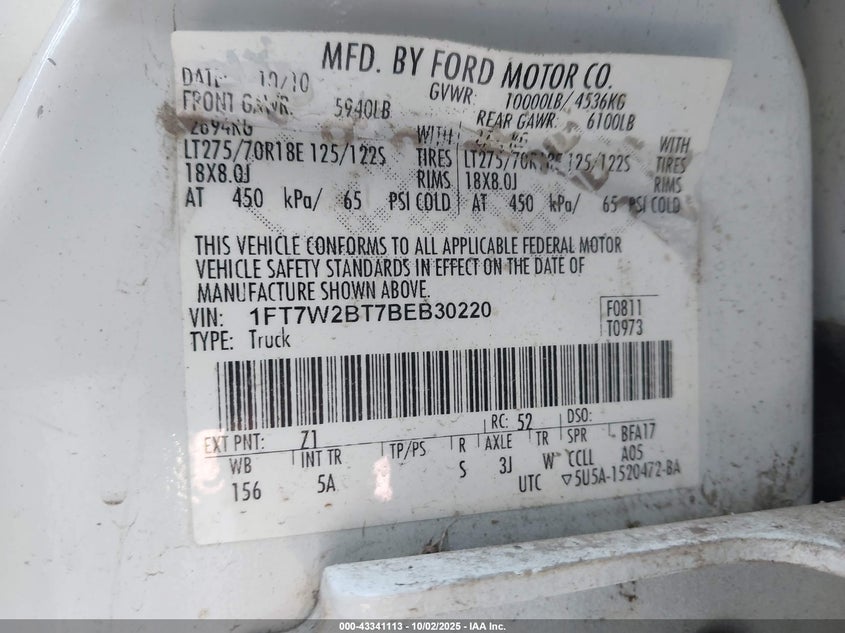 MFD. BY FORD MOTOR CO.
DATE: 10/10 GVWR: 10000LB/ 4536KG
FRONT GAWR: 5940LB REAR GAWR: 6100LB
2694KG WITH KG WITH
LT275/70R18E 125/122S TIRES LT275/70R18E 125/122S TIRES
18X8.0J RIMS 18X8.0J RIMS
AT 450 kPa/ 65 PSI COLD AT 450 kPa/ 65 PSI COLD
THIS VEHICLE CONFORMS TO ALL APPLICABLE FEDERAL MOTOR
VEHICLE SAFETY STANDARDS IN EFFECT ON THE DATE OF
MANUFACTURE SHOWN ABOVE.
VIN: 1FT7W2BT7BEB30220 F0811
TYPE: Truck T0973
EXT PNT: Z1 RC: 52 DSO:
WB INT TR TP/PS R AXLE TR SPR BFA17
156 5A S 3J W CCLL A05
UTC ▽5U5A-1520472-BA
000-43341113 - 10/02/2025 - IAA Inc.